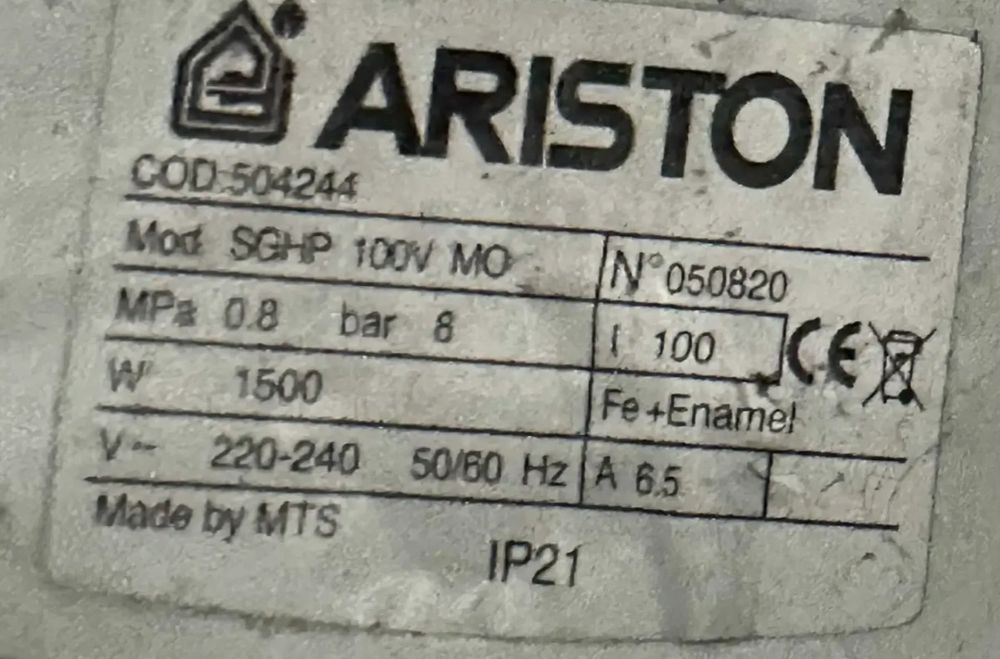 ARISTON
COD:504244
Mod SGHP 100V MO N° 050820
MPa 0.8 bar 8 l 100 CE
W 1500 Fe+Enamel
V~ 220-240 50/60 Hz A 6.5
Made by MTS
IP21